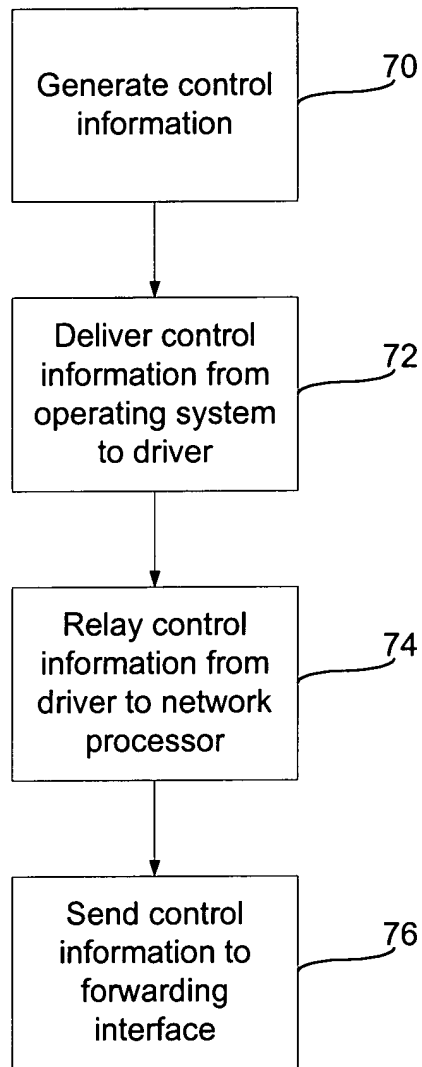 Generate control
information
70
Deliver control
information from
operating system
to driver
72
Relay control
information from
driver to network
processor
74
Send control
information to
forwarding
interface
76